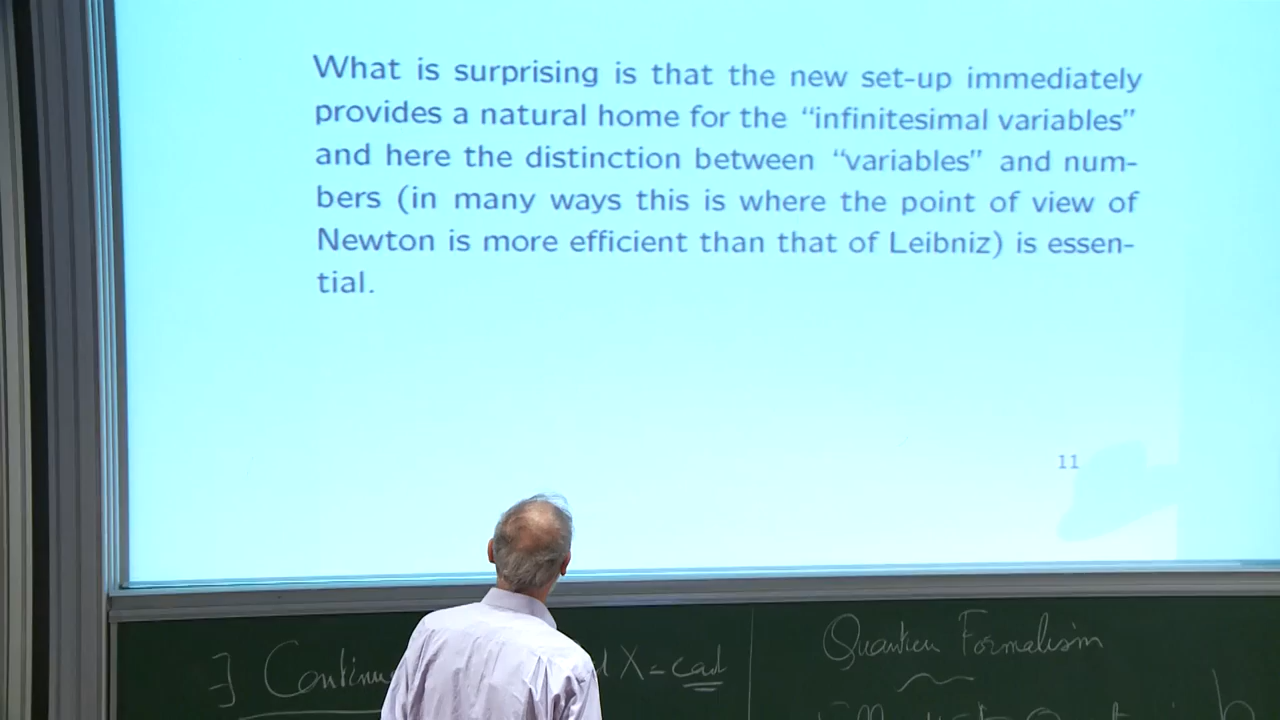 What is surprising is that the new set-up immediately
provides a natural home for the “infinitesimal variables”
and here the distinction between “variables” and num-
bers (in many ways this is where the point of view of
Newton is more efficient than that of Leibniz) is essen-
tial.
11
Continu
X = cad
Formalism